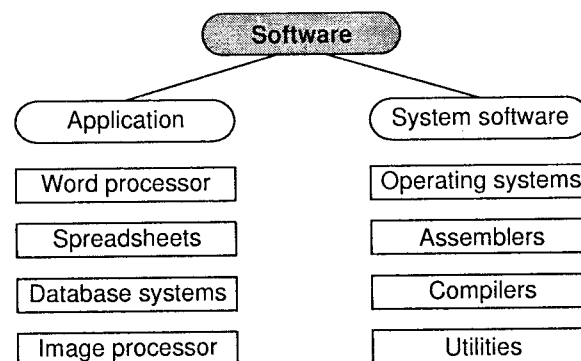 Software
Application
System software
Word processor
Operating systems
Spreadsheets
Assemblers
Database systems
Compilers
Image processor
Utilities